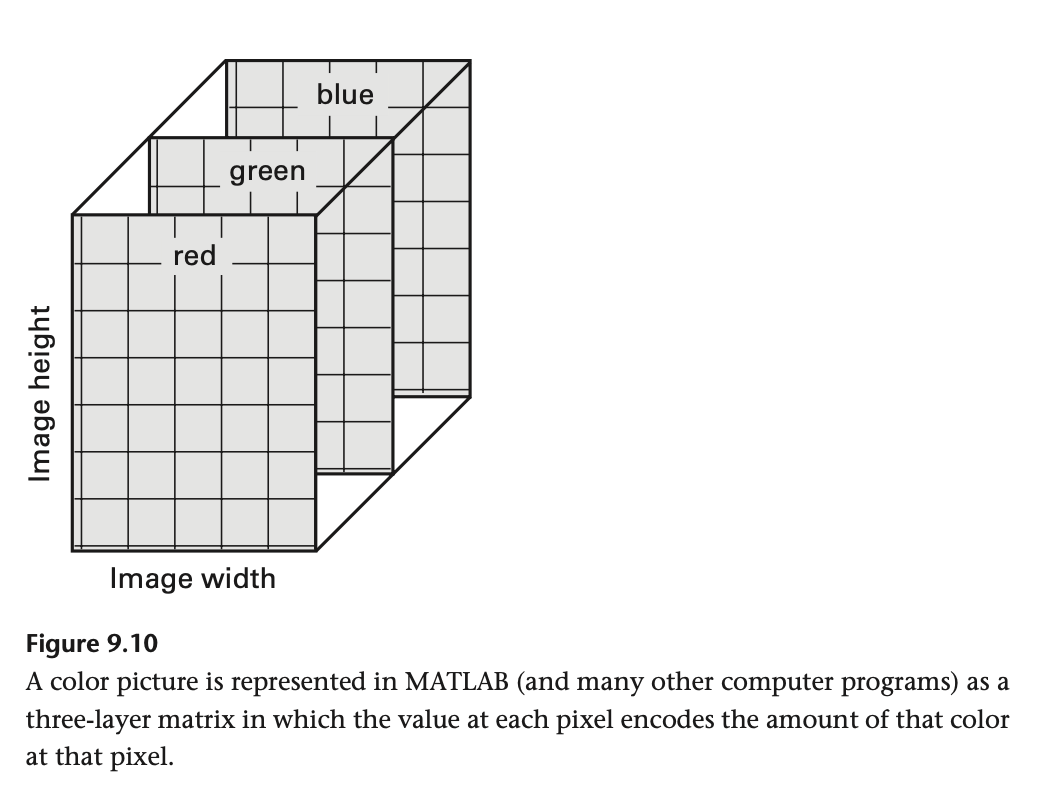 blue
green
red
Image height
Image width
Figure 9.10
A color picture is represented in MATLAB (and many other computer programs) as a
three-layer matrix in which the value at each pixel encodes the amount of that color
at that pixel.